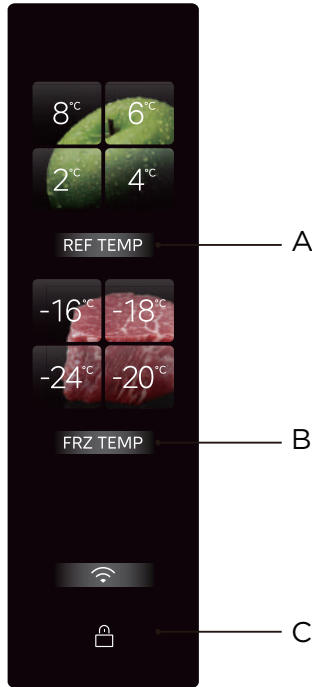 8°C 6°C
2°C 4°C
REF TEMP
A
-16°C -18°C
-24°C -20°C
FRZ TEMP
B
C